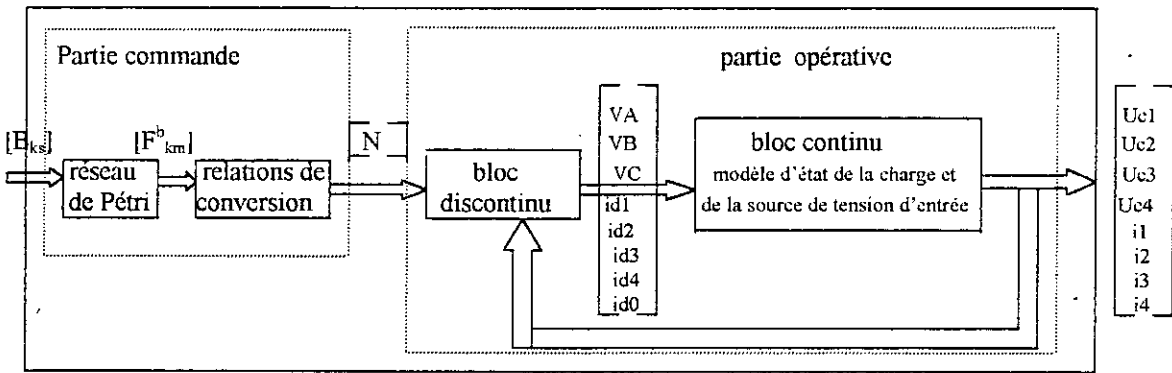 Partie commande
partie opérative
[Eks]
[F^b_km]
N
réseau
de Pétri
relations de
conversion
bloc
discontinu
VA
VB
VC
id1
id2
id3
id4
id0
bloc continu
modèle d'état de la charge et
de la source de tension d'entrée
Uc1
Uc2
Uc3
Uc4
i1
i2
i3
i4